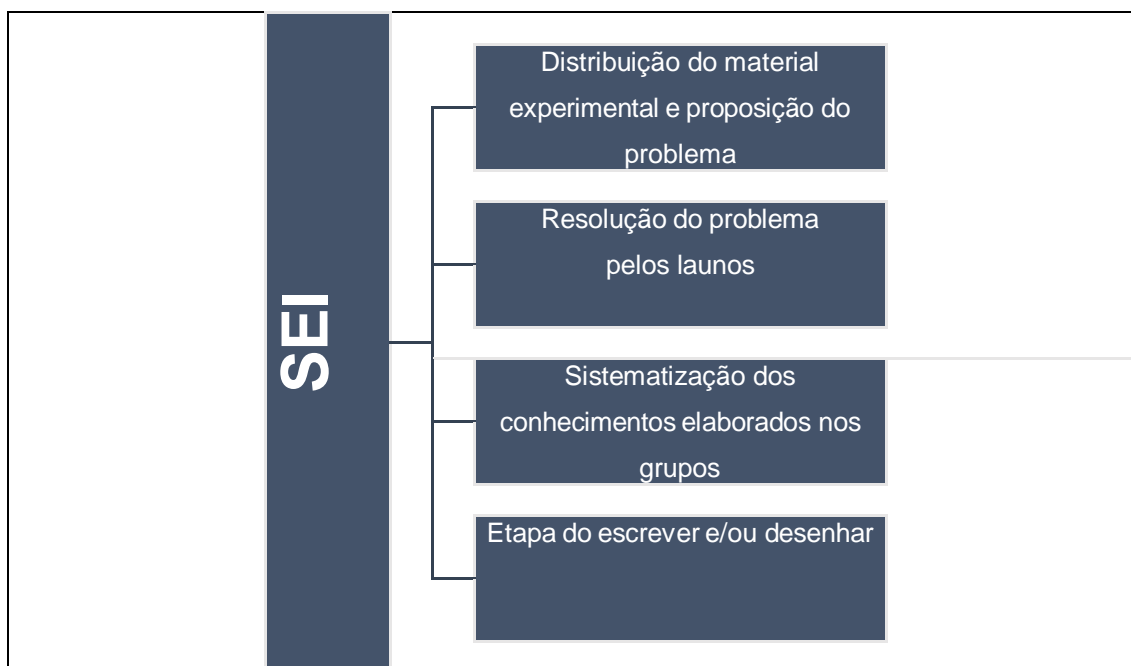 SEI
Distribuição do material
experimental e proposição do
problema
Resolução do problema
pelos launos
Sistematização dos
conhecimentos elaborados nos
grupos
Etapa do escrever e/ou desenhar